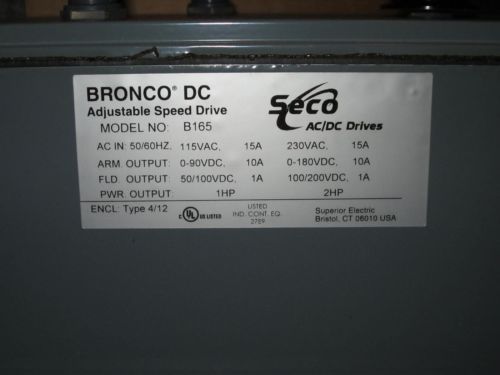 BRONCO® DC
Adjustable Speed Drive
MODEL NO: B165
Seco
AC/DC Drives
AC IN: 50/60HZ, 115VAC, 15A 230VAC, 15A
ARM. OUTPUT: 0-90VDC, 10A 0-180VDC, 10A
FLD. OUTPUT: 50/100VDC, 1A 100/200VDC, 1A
PWR. OUTPUT: 1HP 2HP
ENCL: Type 4/12
C UL US LISTED
LISTED
IND. CONT. EQ.
27E9
Superior Electric
Bristol, CT 06010 USA